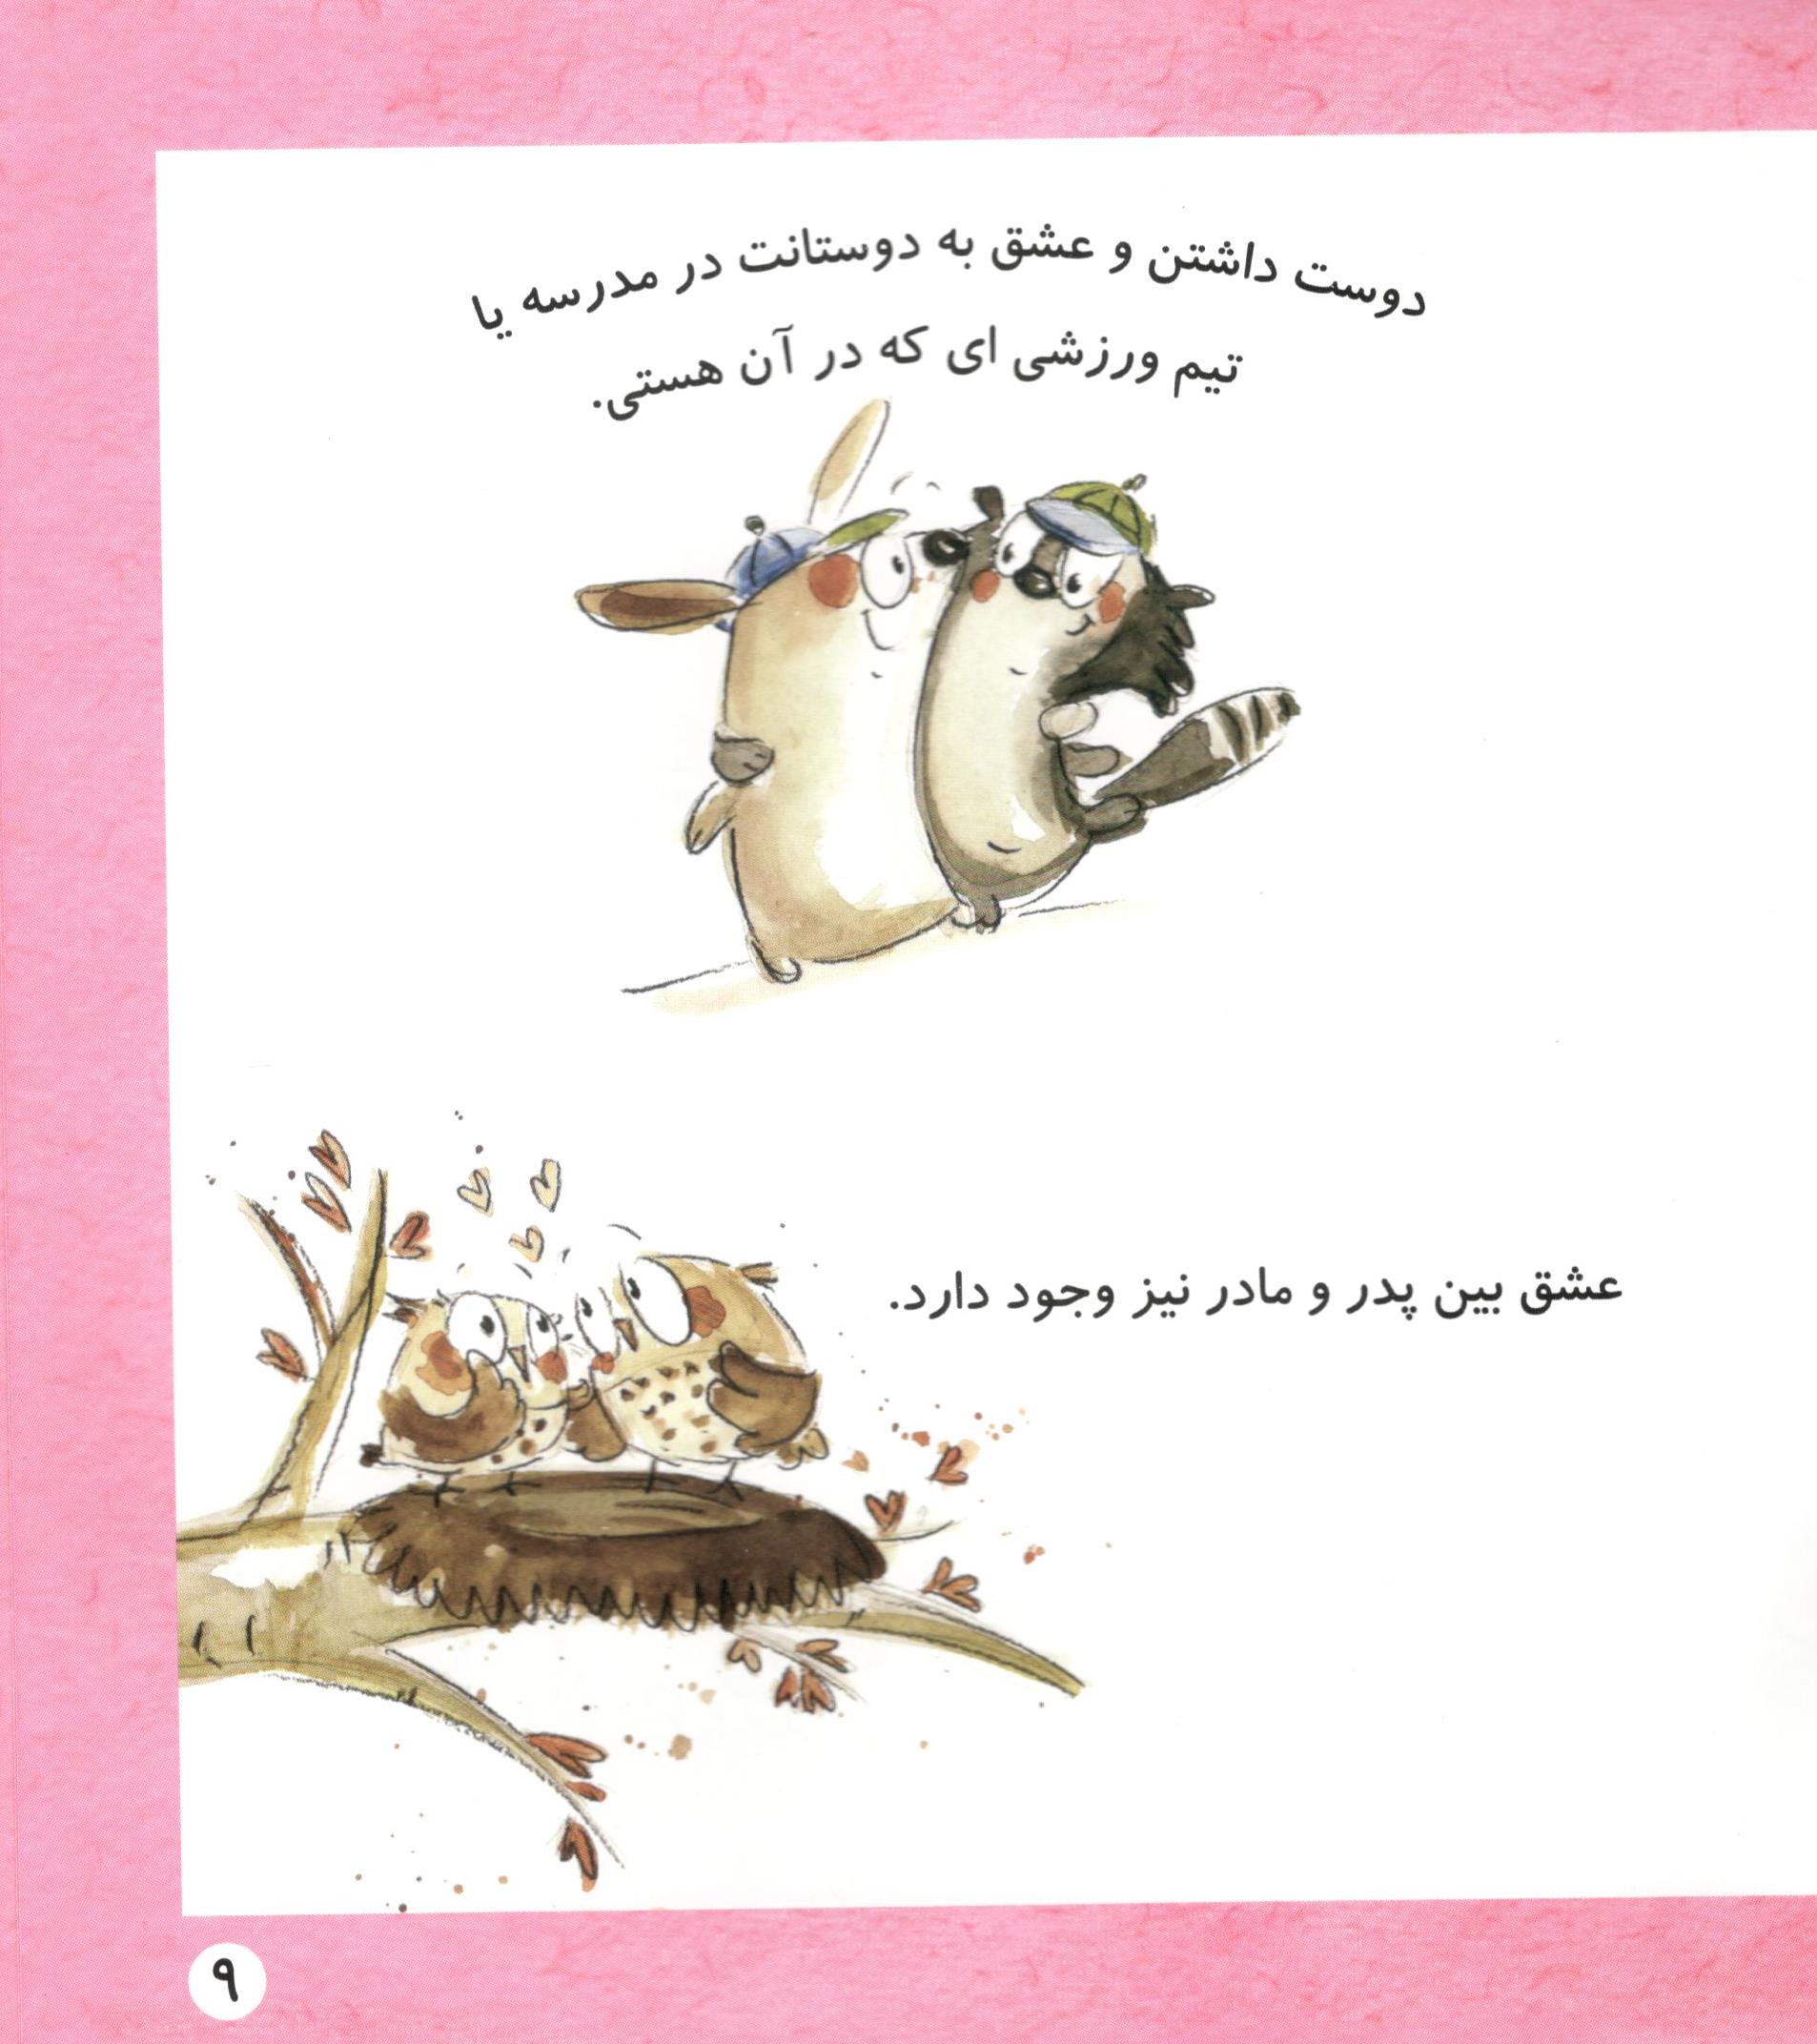 دوست داشتن و عشق به دوستانت در مدرسه یا
تیم ورزشی ای که در آن هستی.
عشق بین پدر و مادر نیز وجود دارد.
۹